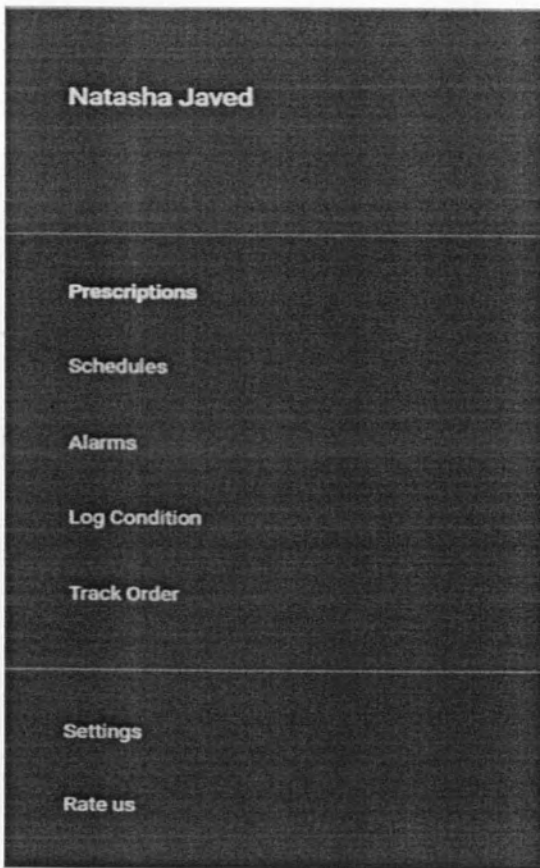 Natasha Javed
Prescriptions
Schedules
Alarms
Log Condition
Track Order
Settings
Rate us